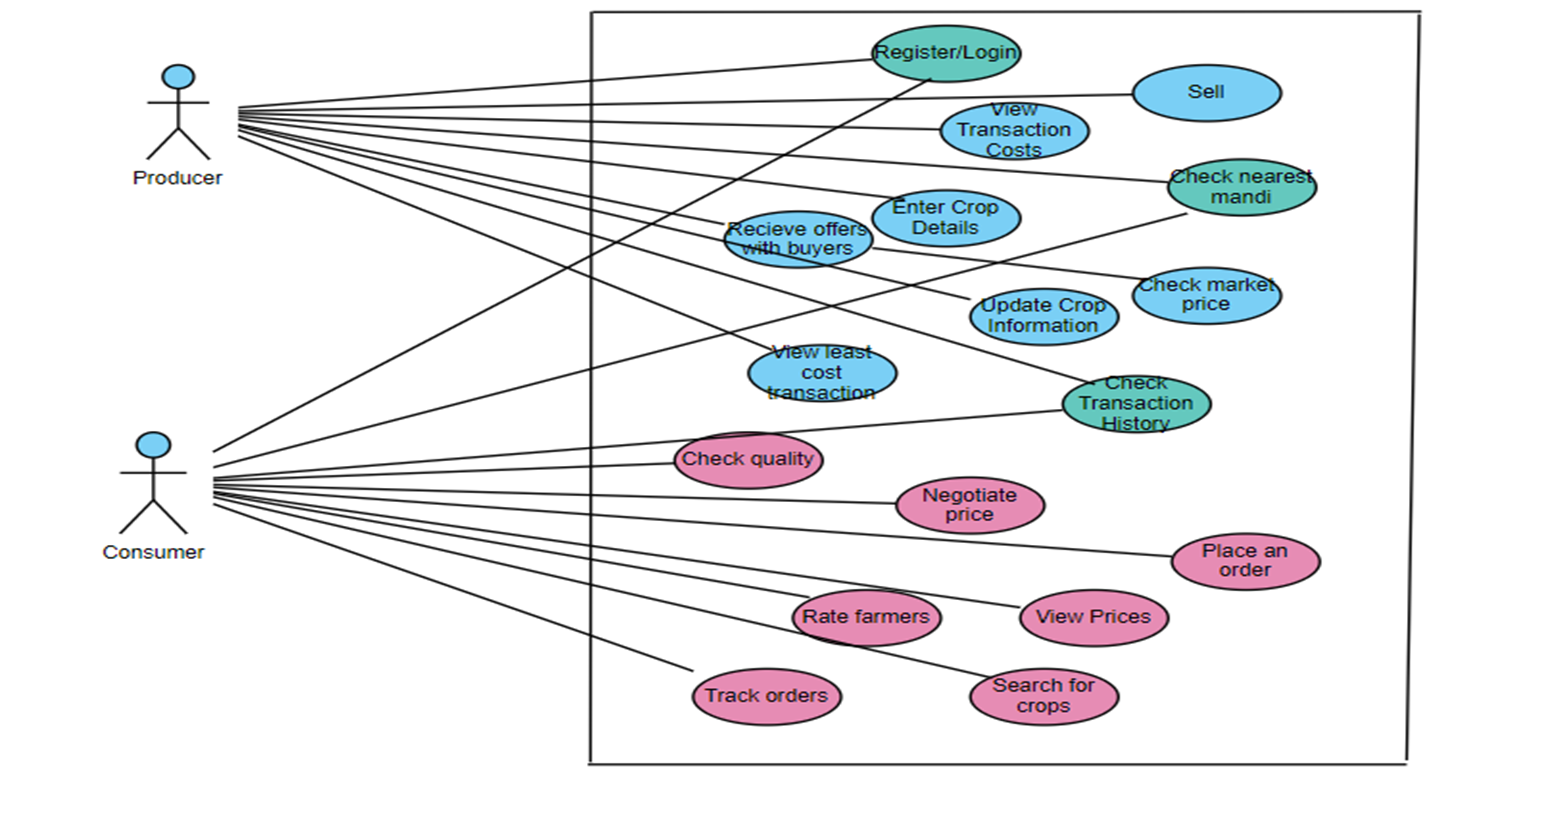 Register/Login
Sell
View
Transaction
Costs
Producer
Check nearest
mandi
Enter Crop
Details
Recieve offers
with buyers
Check market
price
Update Crop
Information
View least
cost
transaction
Check
Transaction
History
Check quality
Negotiate
price
Consumer
Place an
order
Rate farmers
View Prices
Track orders
Search for
crops